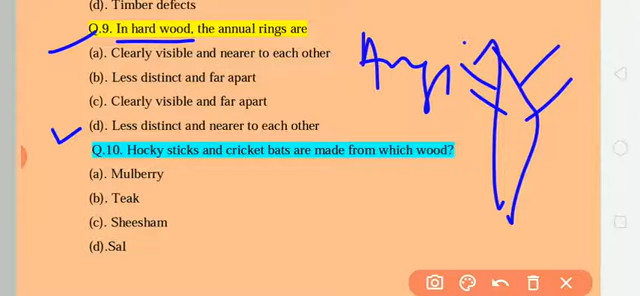 (d). Timber defects
Q.9. In hard wood, the annual rings are
(a). Clearly visible and nearer to each other
(b). Less distinct and far apart
(c). Clearly visible and far apart
(d). Less distinct and nearer to each other
Q.10. Hocky sticks and cricket bats are made from which wood?
(a). Mulberry
(b). Teak
(c). Sheesham
(d).Sal